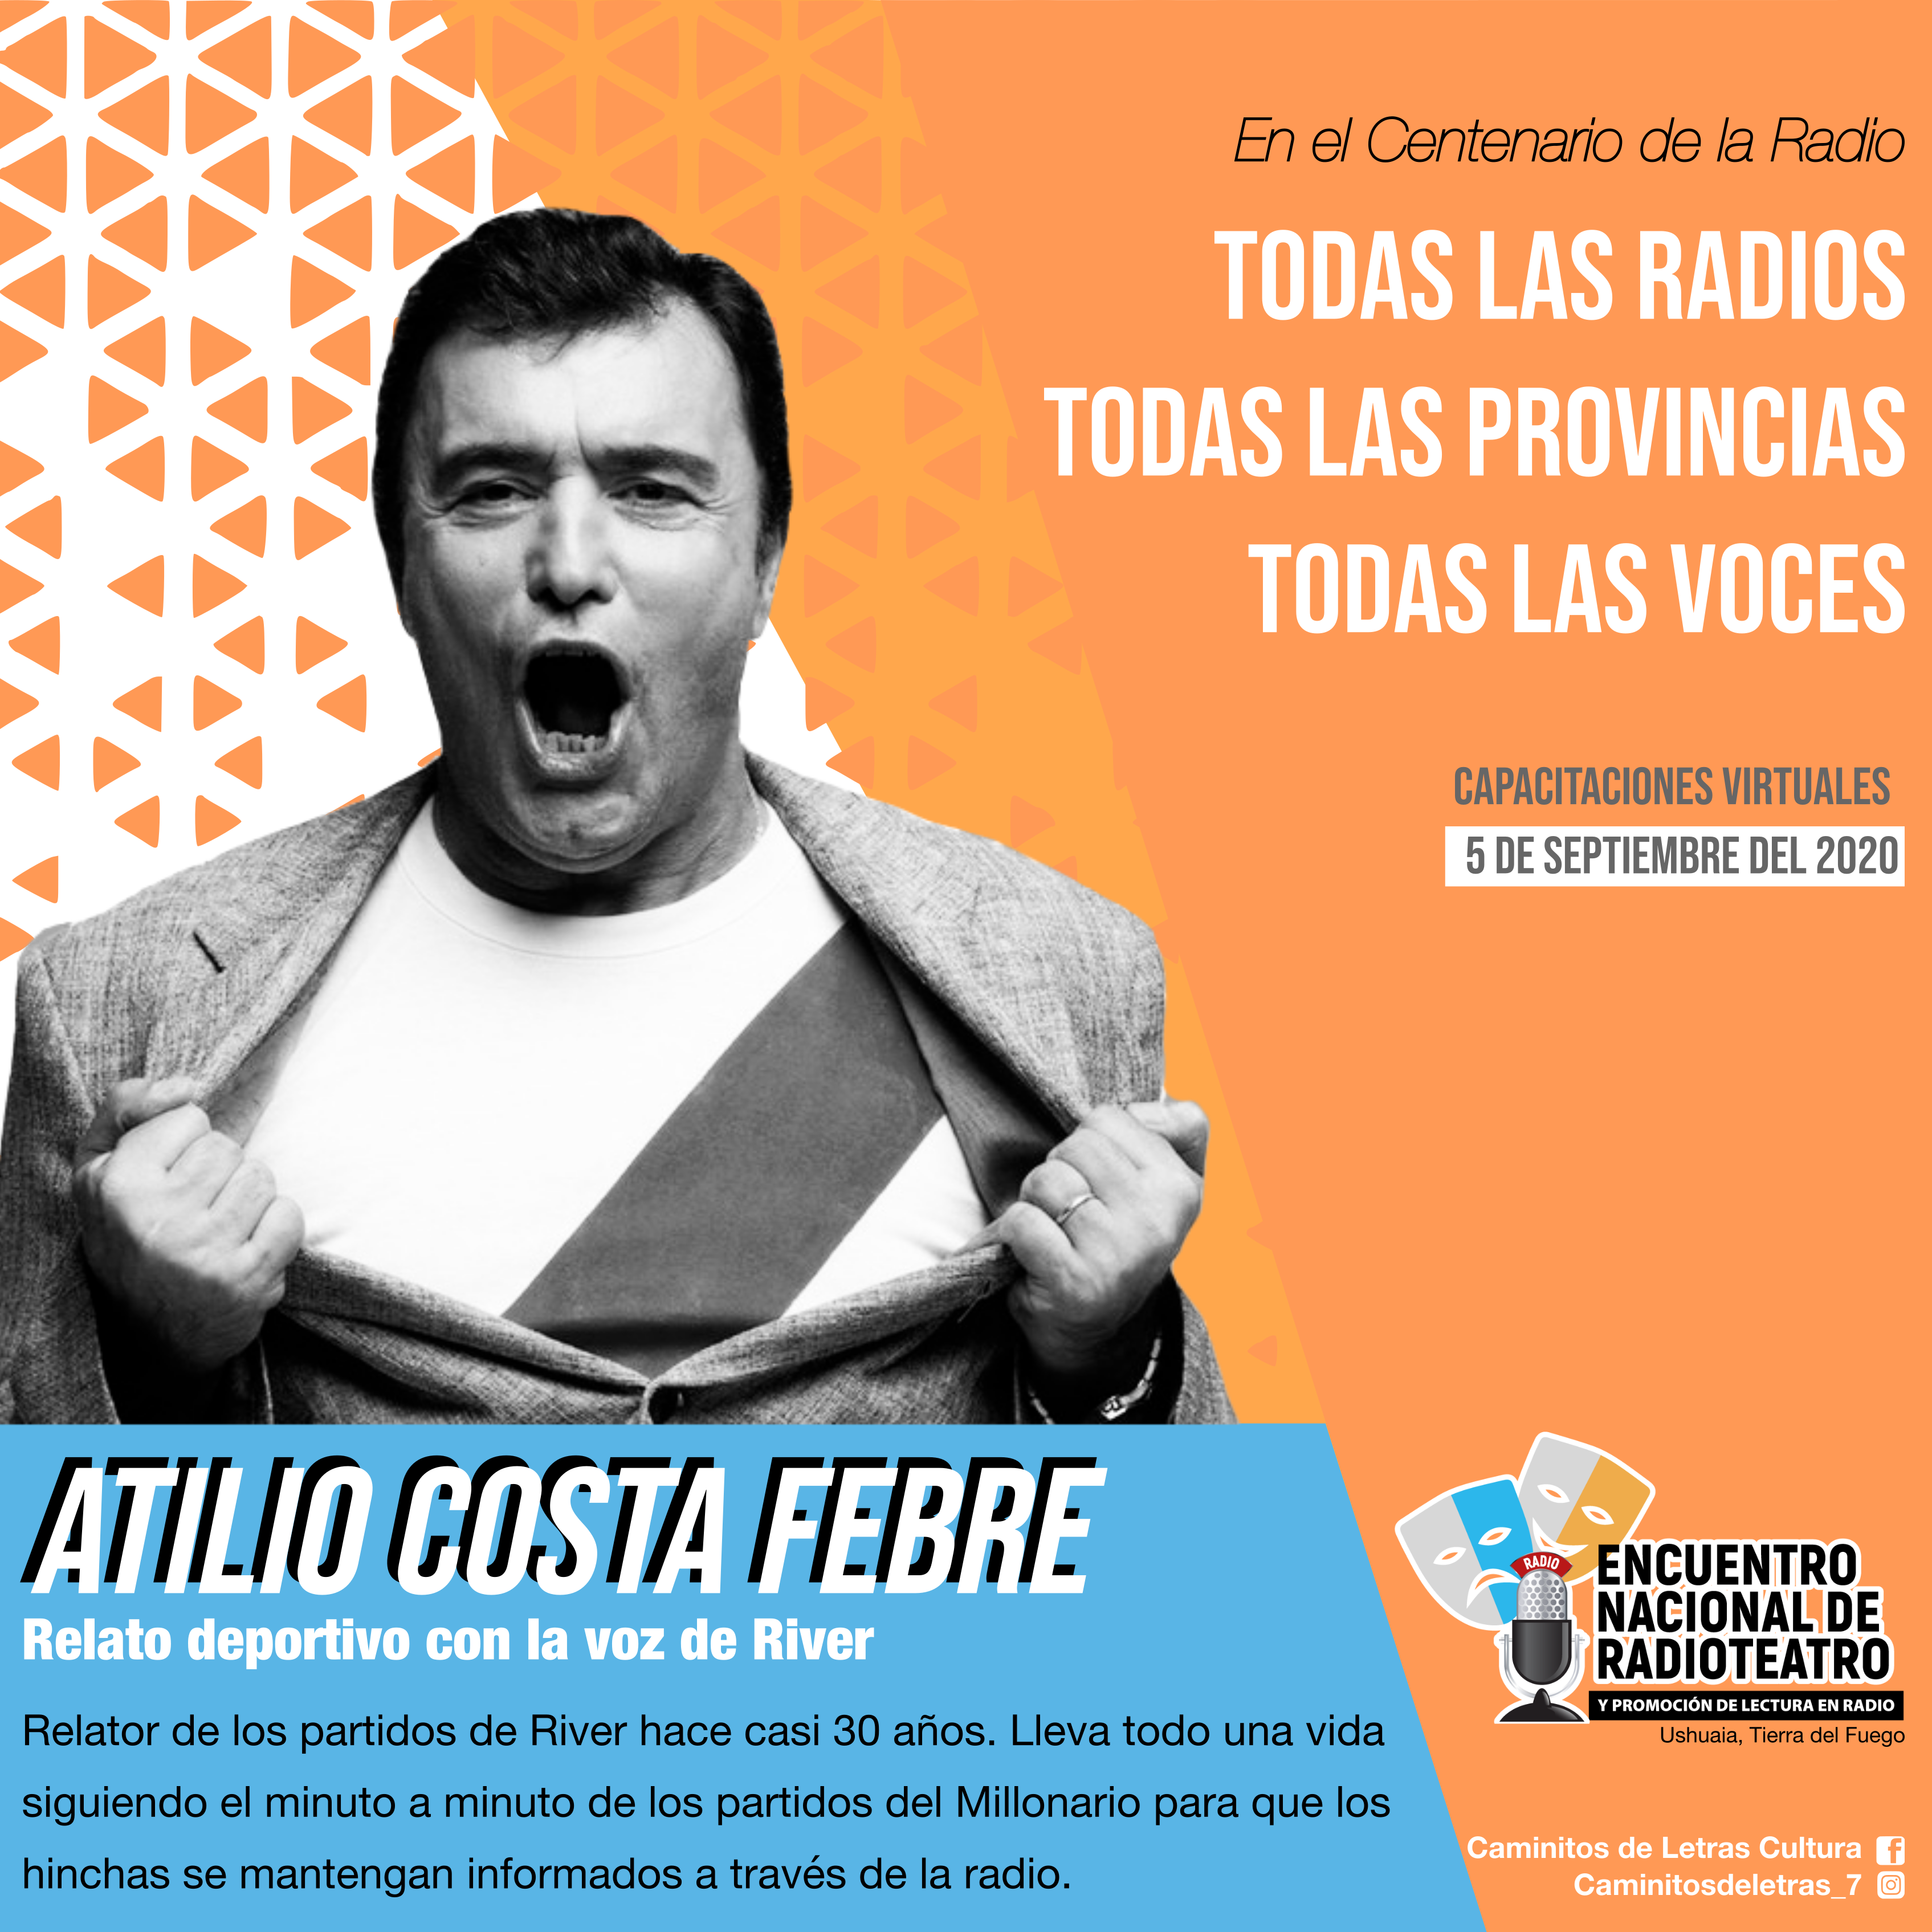 En el Centenario de la Radio
TODAS LAS RADIOS
TODAS LAS PROVINCIAS
TODAS LAS VOCES
CAPACITACIONES VIRTUALES
5 DE SEPTIEMBRE DEL 2020
ATILIO COSTA FEBRE
Relato deportivo con la voz de River
Relator de los partidos de River hace casi 30 años. Lleva todo una vida
siguiendo el minuto a minuto de los partidos del Millonario para que los
hinchas se mantengan informados a través de la radio.
RADIO
ENCUENTRO
NACIONAL DE
RADIOTEATRO
Y PROMOCIÓN DE LECTURA EN RADIO
Ushuaia, Tierra del Fuego
Caminitos de Letras Cultura
Caminitosdeletras_7